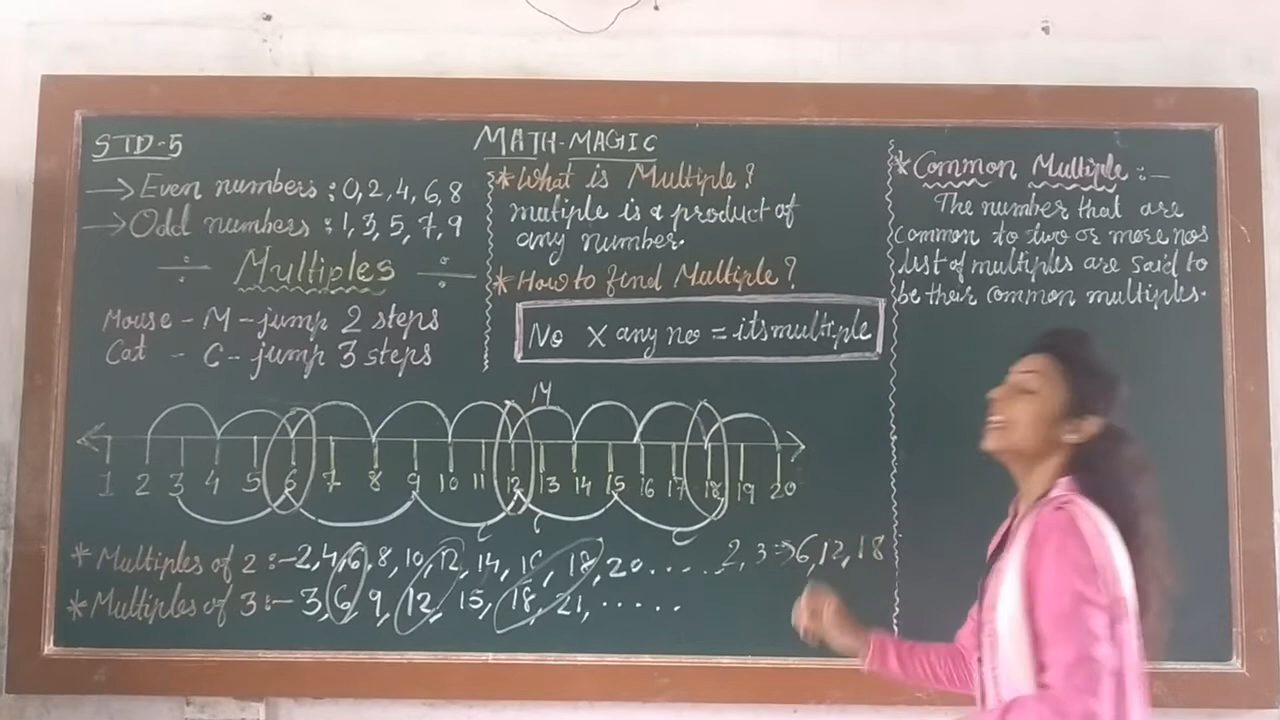 STD-5
MATH-MAGIC
→ Even numbers : 0, 2, 4, 6, 8
→ Odd numbers : 1, 3, 5, 7, 9
÷ Multiples ÷
Mouse - M - jump 2 steps
Cat - C - jump 3 steps
* What is Multiple?
mutiple is a product of
any number.
* How to find Multiple?
No X any no = its multiple
* Common Multiple :-
The number that are
common to two or more nos
list of multiples are said to
be their common multiples.
14
1 2 3 4 5 6 7 8 9 10 11 12 13 14 15 16 17 18 19 20
* Multiples of 2 :- 2, 4, 6, 8, 10, 12, 14, 16, 18, 20......
2, 3 => 6, 12, 18
* Multiples of 3 :- 3, 6, 9, 12, 15, 18, 21, ......